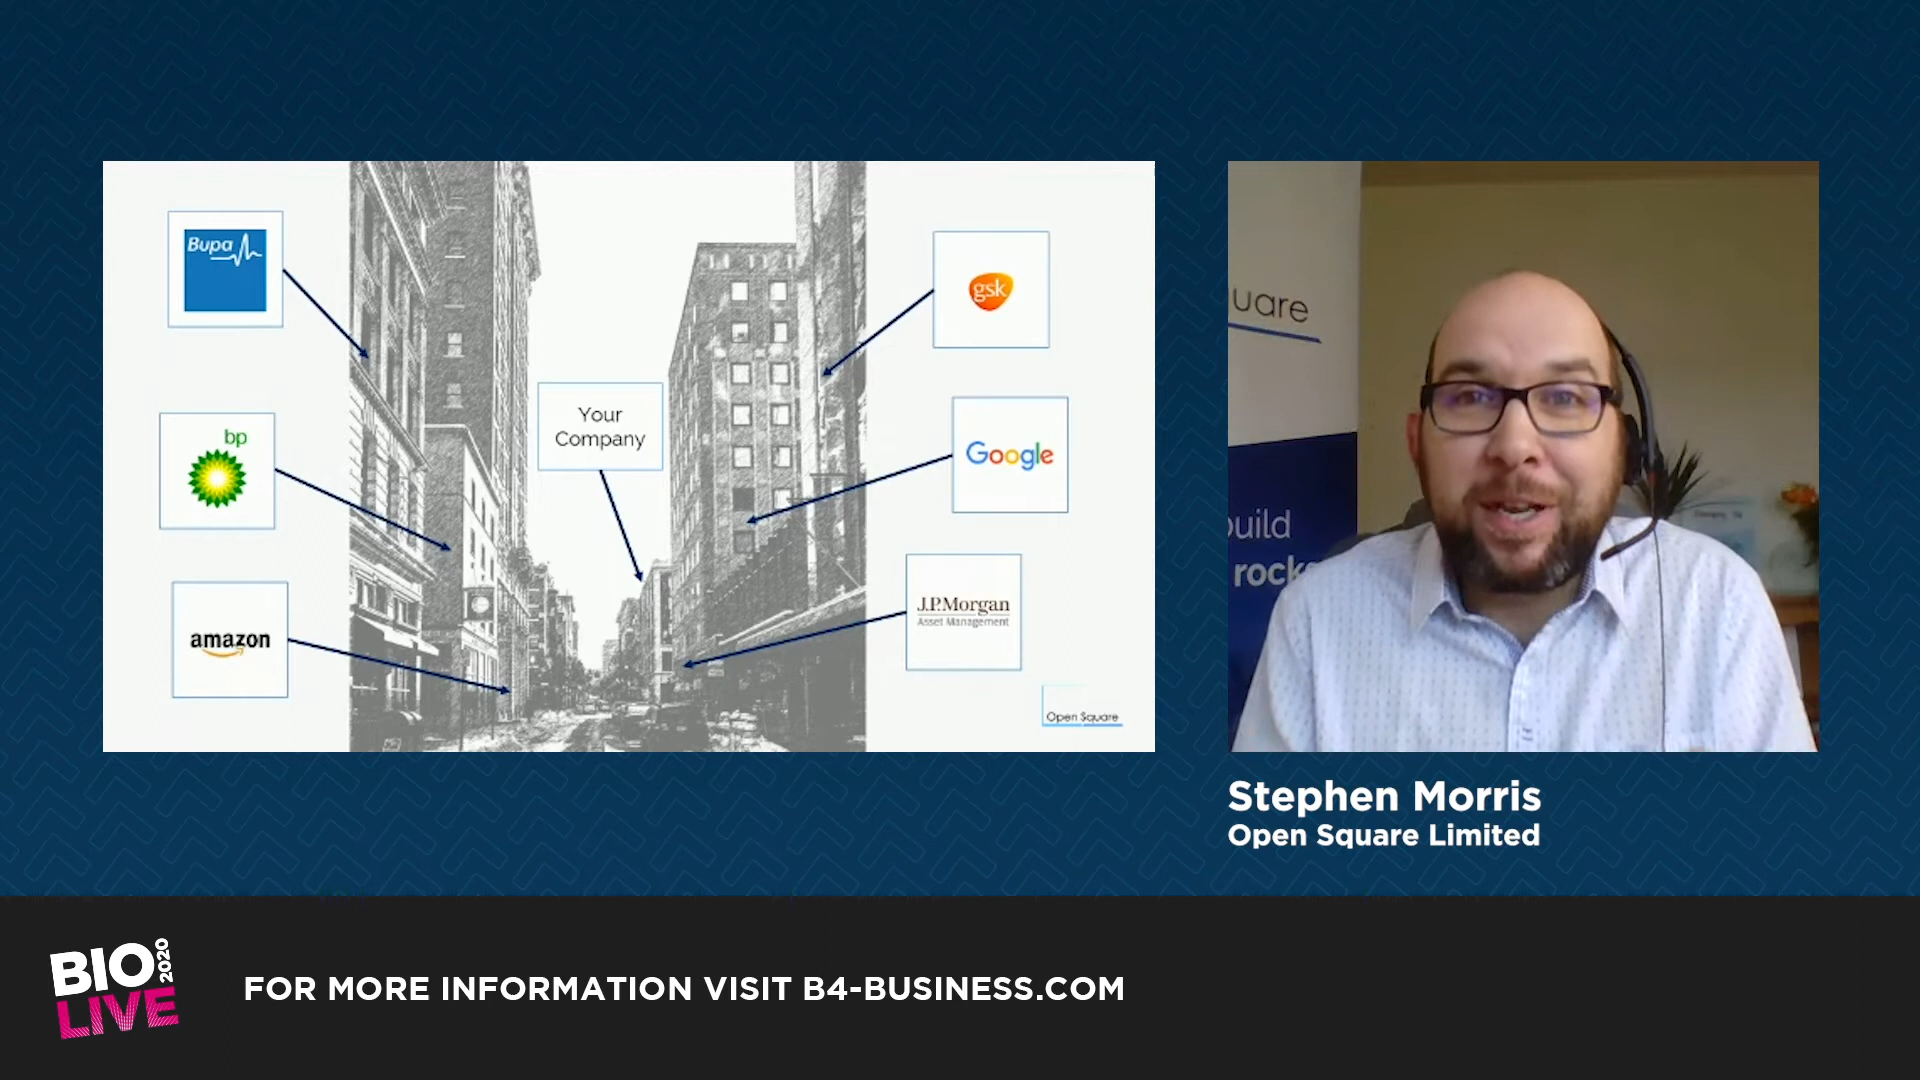 Bupa
bp
amazon
Your
Company
gsk
Google
J.P.Morgan
Asset Management
Open Square
uare
build
rock
Stephen Morris
Open Square Limited
BIO 2020
LIVE
FOR MORE INFORMATION VISIT B4-BUSINESS.COM